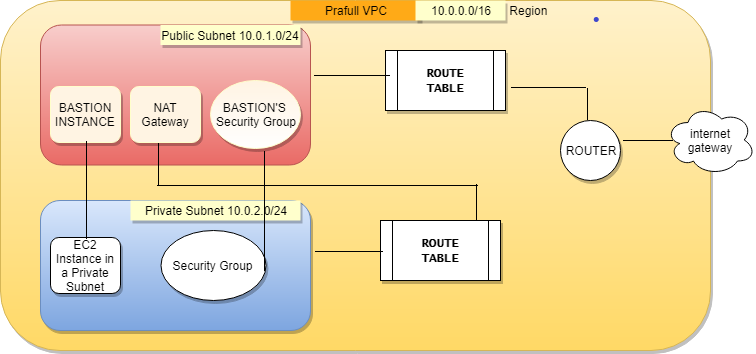 Prafull VPC 10.0.0.0/16 Region
Public Subnet 10.0.1.0/24
BASTION
INSTANCE
NAT
Gateway
BASTION'S
Security Group
ROUTE
TABLE
ROUTER
internet
gateway
Private Subnet 10.0.2.0/24
EC2
Instance in
a Private
Subnet
Security Group
ROUTE
TABLE